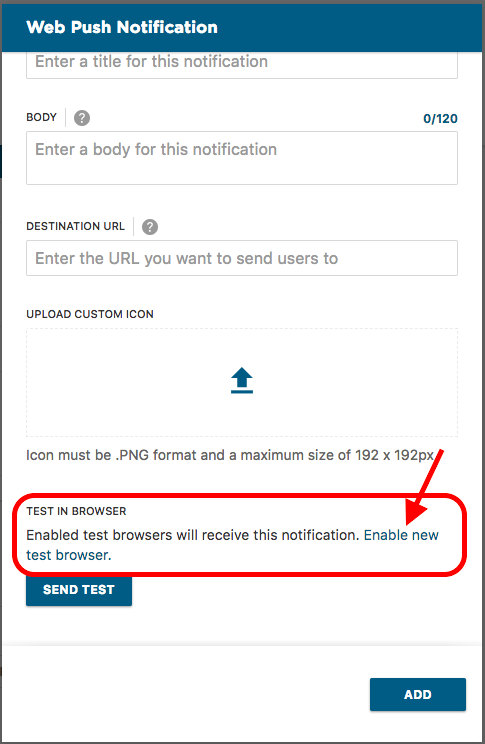 Web Push Notification
Enter a title for this notification
BODY ?
0/120
Enter a body for this notification
DESTINATION URL ?
Enter the URL you want to send users to
UPLOAD CUSTOM ICON
Icon must be .PNG format and a maximum size of 192 x 192px
TEST IN BROWSER
Enabled test browsers will receive this notification. Enable new
test browser.
SEND TEST
ADD